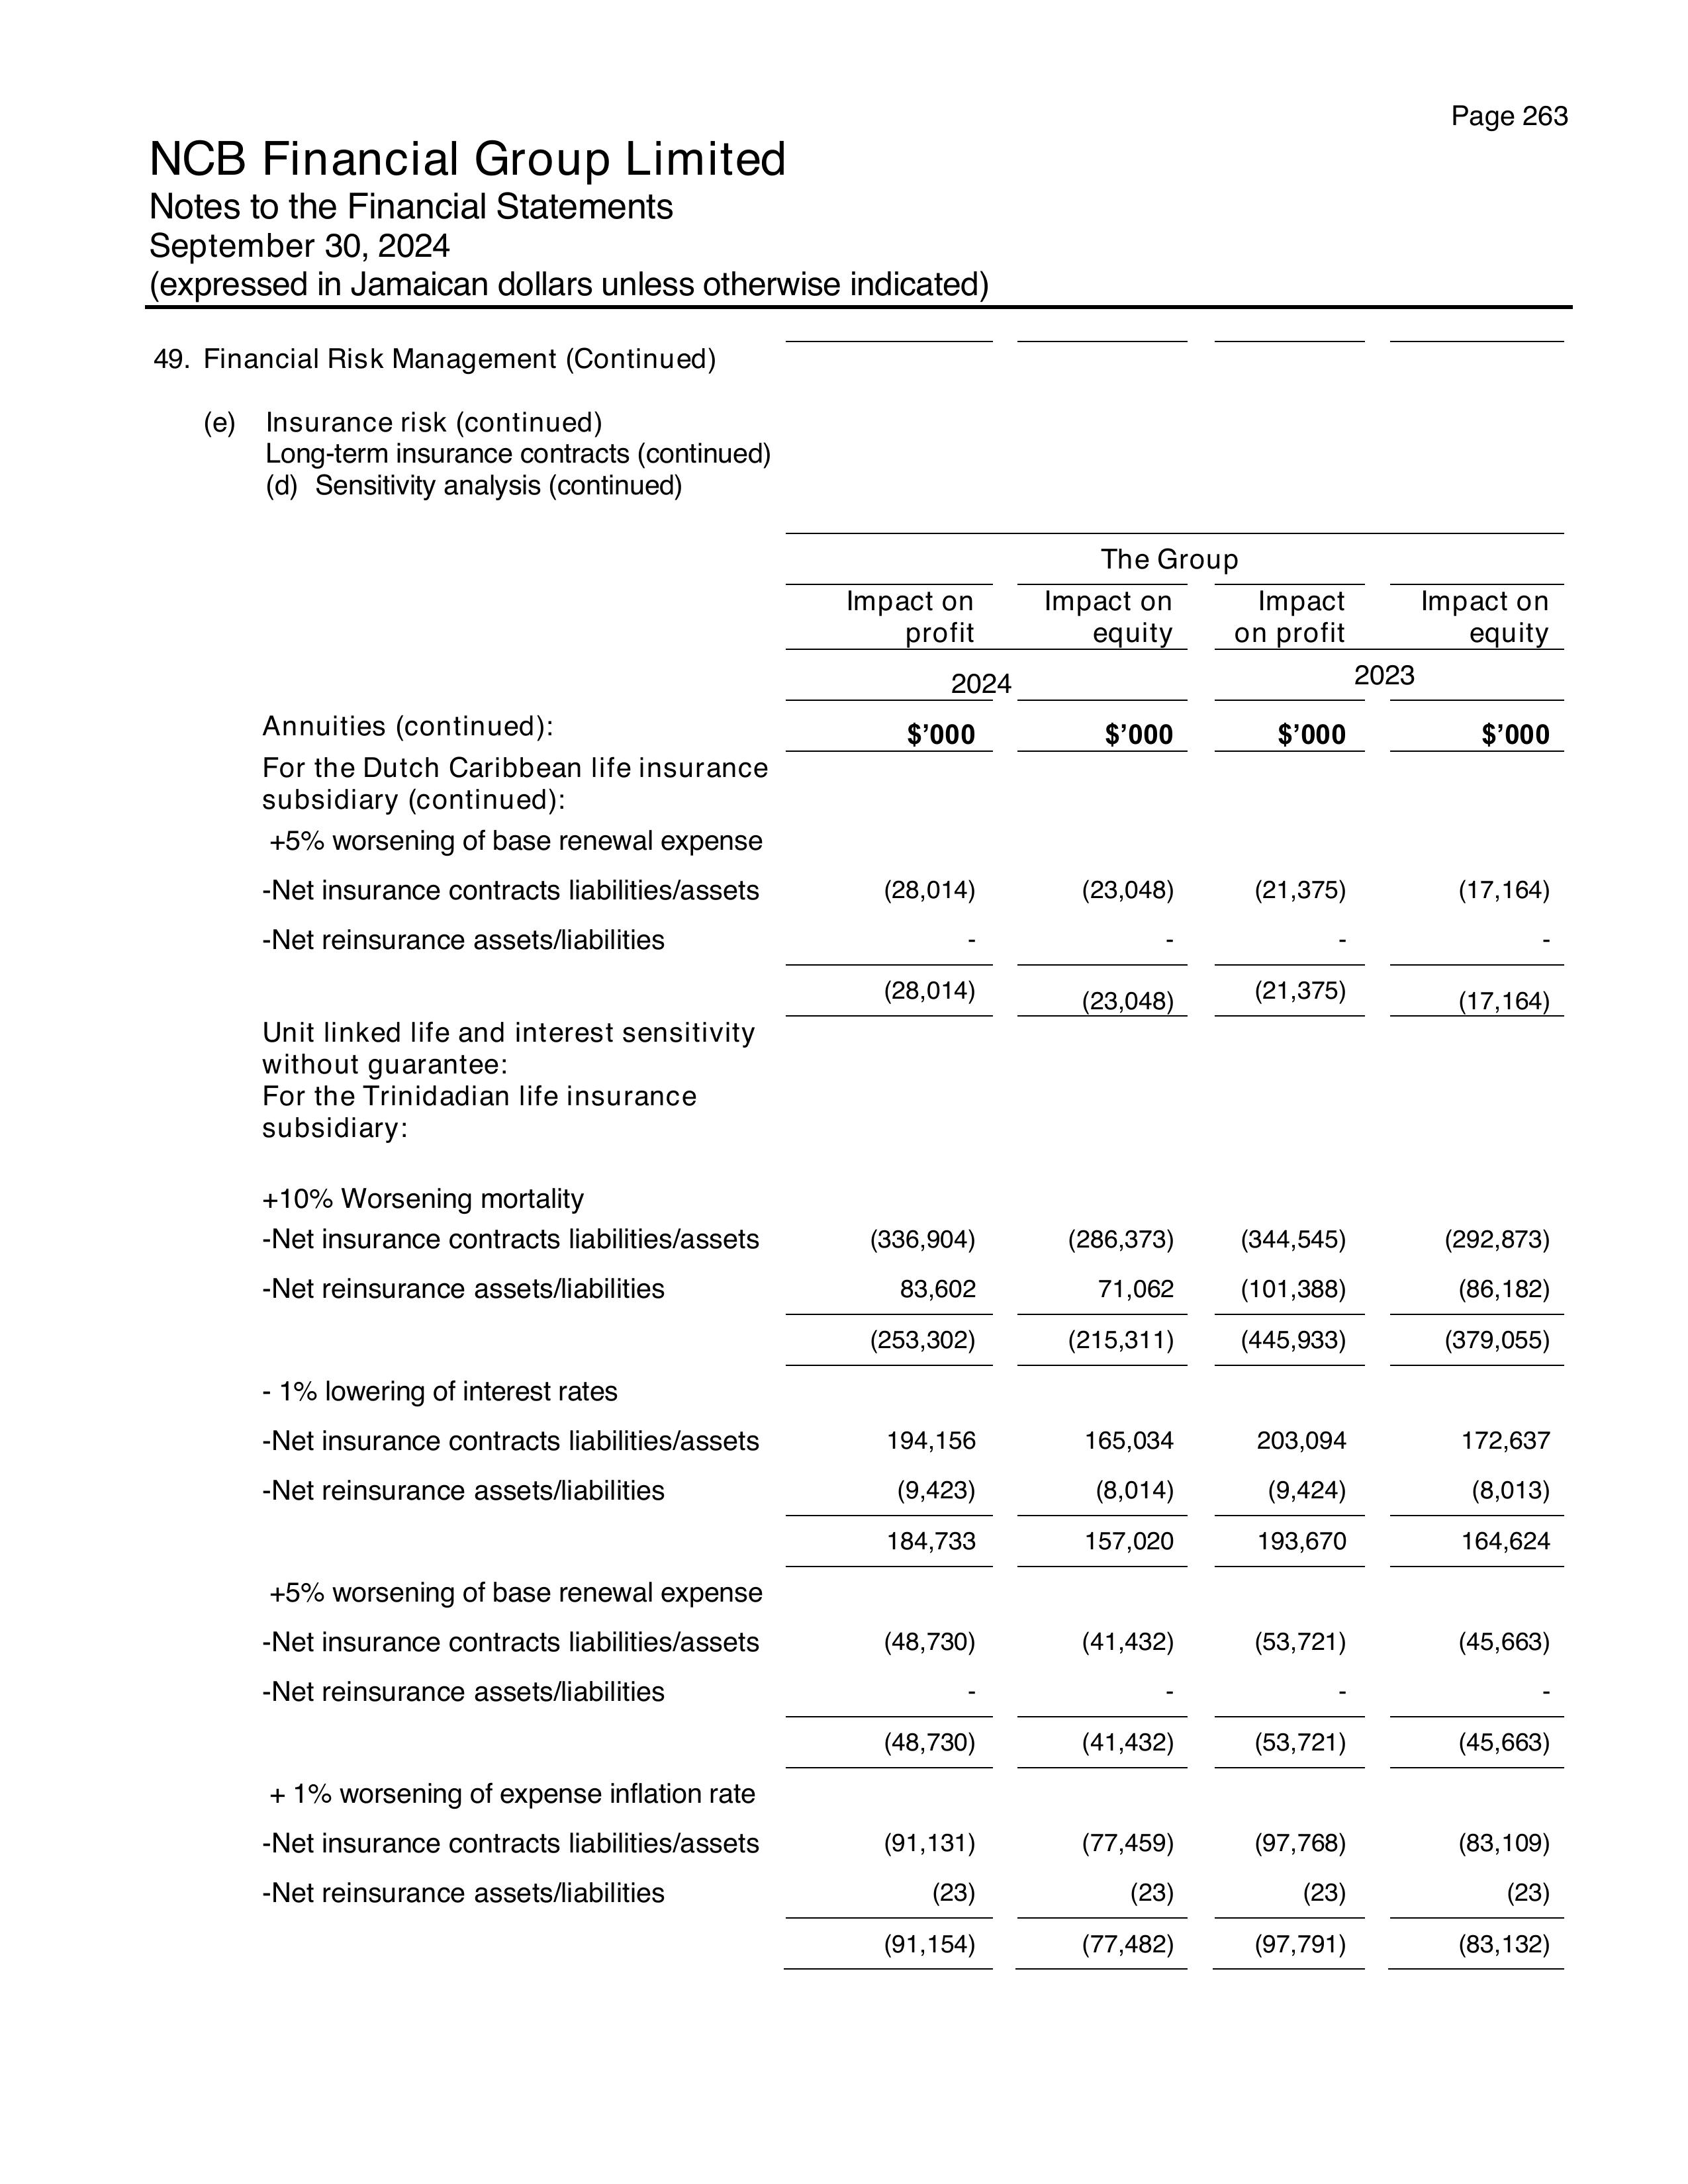 Page 263
NCB Financial Group Limited
Notes to the Financial Statements
September 30, 2024
(expressed in Jamaican dollars unless otherwise indicated)
49. Financial Risk Management (Continued)
(e) Insurance risk (continued)
Long-term insurance contracts (continued)
(d) Sensitivity analysis (continued)
The Group
Impact on profit Impact on equity Impact on profit Impact on equity
2024 2023
Annuities (continued): $'000 $'000 $'000 $'000
For the Dutch Caribbean life insurance
subsidiary (continued):
+5% worsening of base renewal expense
-Net insurance contracts liabilities/assets (28,014) (23,048) (21,375) (17,164)
-Net reinsurance assets/liabilities - - - -
(28,014) (23,048) (21,375) (17,164)
Unit linked life and interest sensitivity
without guarantee:
For the Trinidadian life insurance
subsidiary:
+10% Worsening mortality
-Net insurance contracts liabilities/assets (336,904) (286,373) (344,545) (292,873)
-Net reinsurance assets/liabilities 83,602 71,062 (101,388) (86,182)
(253,302) (215,311) (445,933) (379,055)
- 1% lowering of interest rates
-Net insurance contracts liabilities/assets 194,156 165,034 203,094 172,637
-Net reinsurance assets/liabilities (9,423) (8,014) (9,424) (8,013)
184,733 157,020 193,670 164,624
+5% worsening of base renewal expense
-Net insurance contracts liabilities/assets (48,730) (41,432) (53,721) (45,663)
-Net reinsurance assets/liabilities - - - -
(48,730) (41,432) (53,721) (45,663)
+ 1% worsening of expense inflation rate
-Net insurance contracts liabilities/assets (91,131) (77,459) (97,768) (83,109)
-Net reinsurance assets/liabilities (23) (23) (23) (23)
(91,154) (77,482) (97,791) (83,132)